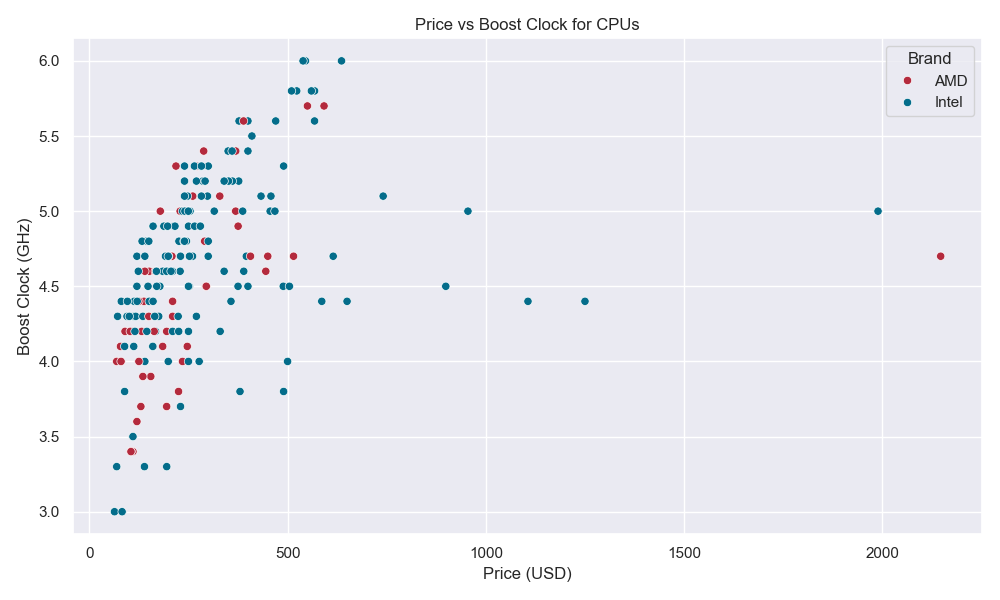 Price vs Boost Clock for CPUs
Brand
AMD
Intel
Boost Clock (GHz)
6.0
5.5
5.0
4.5
4.0
3.5
3.0
0 500 1000 1500 2000
Price (USD)